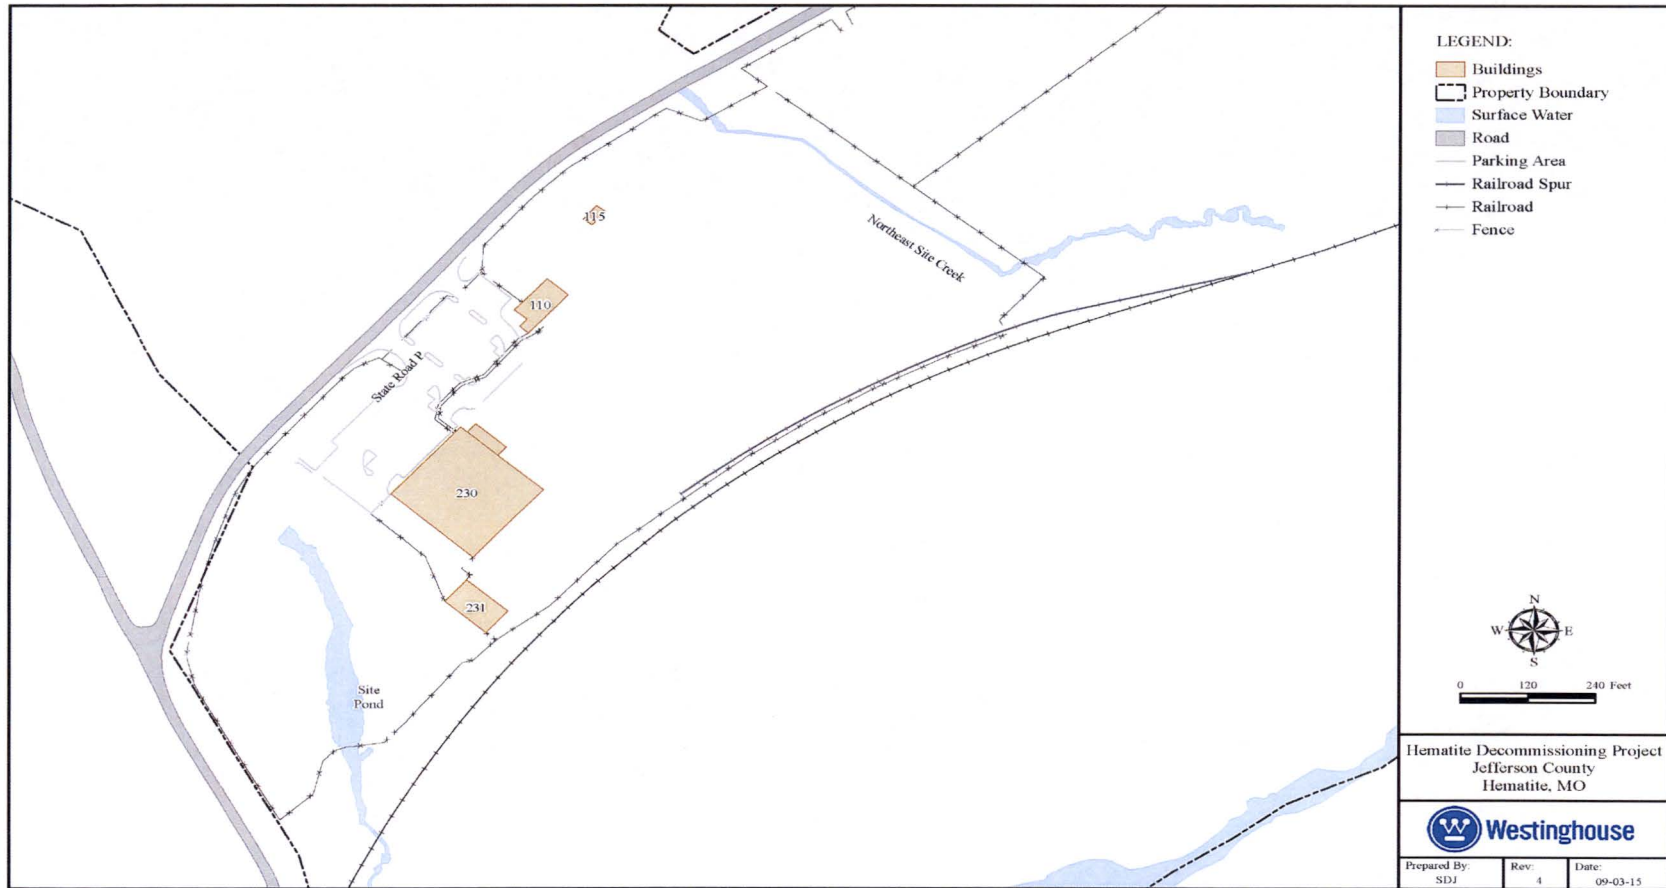 115
110
Northeast Site Creek
State Road P
230
231
Site
Pond
LEGEND:
Buildings
Property Boundary
Surface Water
Road
Parking Area
Railroad Spur
Railroad
Fence
N
W E
S
0 120 240 Feet
Hematite Decommissioning Project
Jefferson County
Hematite, MO
Westinghouse
Prepared By: Rev: Date:
SDJ 4 09-03-15